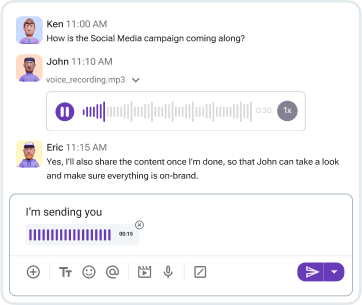 Ken 11:00 AM
How is the Social Media campaign coming along?
John 11:10 AM
voice_recording.mp3
0:30 1x
Eric 11:15 AM
Yes, I'll also share the content once I'm done, so that John can take a look
and make sure everything is on-brand.
I'm sending you
00:15
TT